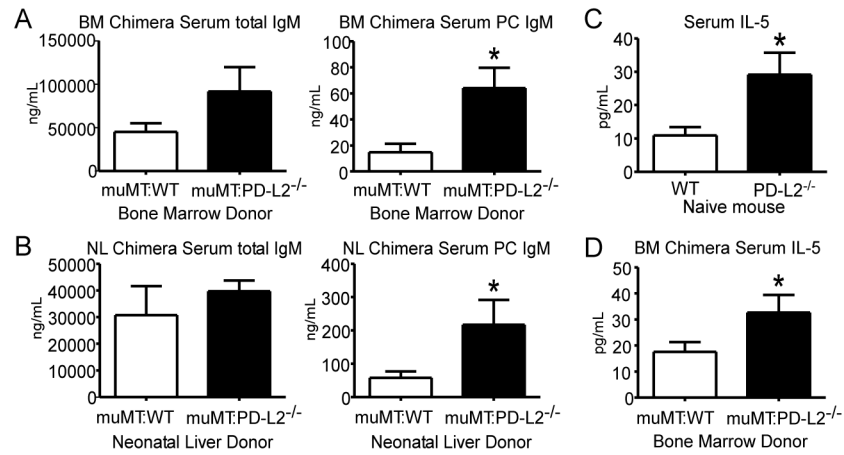 A
BM Chimera Serum total IgM
ng/mL
150000
100000
50000
0
muMT:WT muMT:PD-L2-/-
Bone Marrow Donor
BM Chimera Serum PC IgM
ng/mL
100
80
60
40
20
0
*
muMT:WT muMT:PD-L2-/-
Bone Marrow Donor
C
Serum IL-5
pg/mL
40
30
20
10
0
*
WT PD-L2-/-
Naive mouse
B
NL Chimera Serum total IgM
ng/mL
50000
40000
30000
20000
10000
0
muMT:WT muMT:PD-L2-/-
Neonatal Liver Donor
NL Chimera Serum PC IgM
ng/mL
400
300
200
100
0
*
muMT:WT muMT:PD-L2-/-
Neonatal Liver Donor
D
BM Chimera Serum IL-5
pg/mL
50
40
30
20
10
0
*
muMT:WT muMT:PD-L2-/-
Bone Marrow Donor